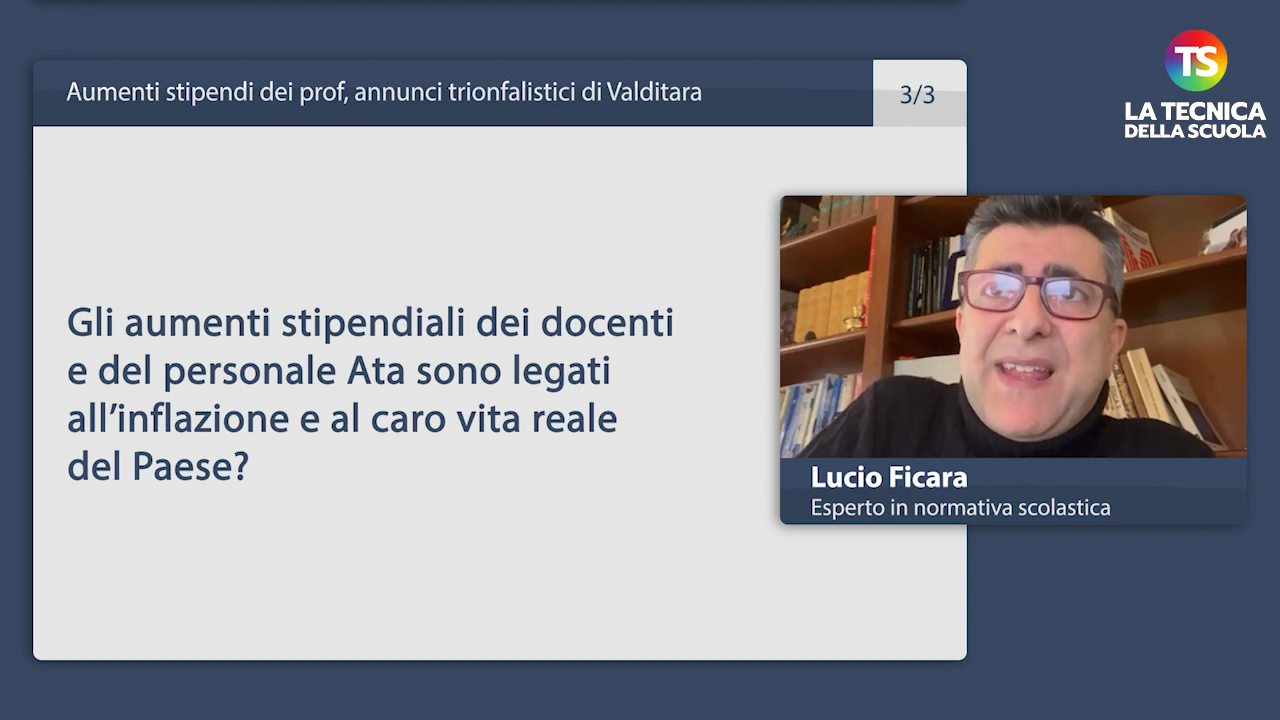 Aumenti stipendi dei prof, annunci trionfalistici di Valditara
3/3
TS
LA TECNICA
DELLA SCUOLA
Gli aumenti stipendiali dei docenti
e del personale Ata sono legati
all’inflazione e al caro vita reale
del Paese?
Lucio Ficara
Esperto in normativa scolastica